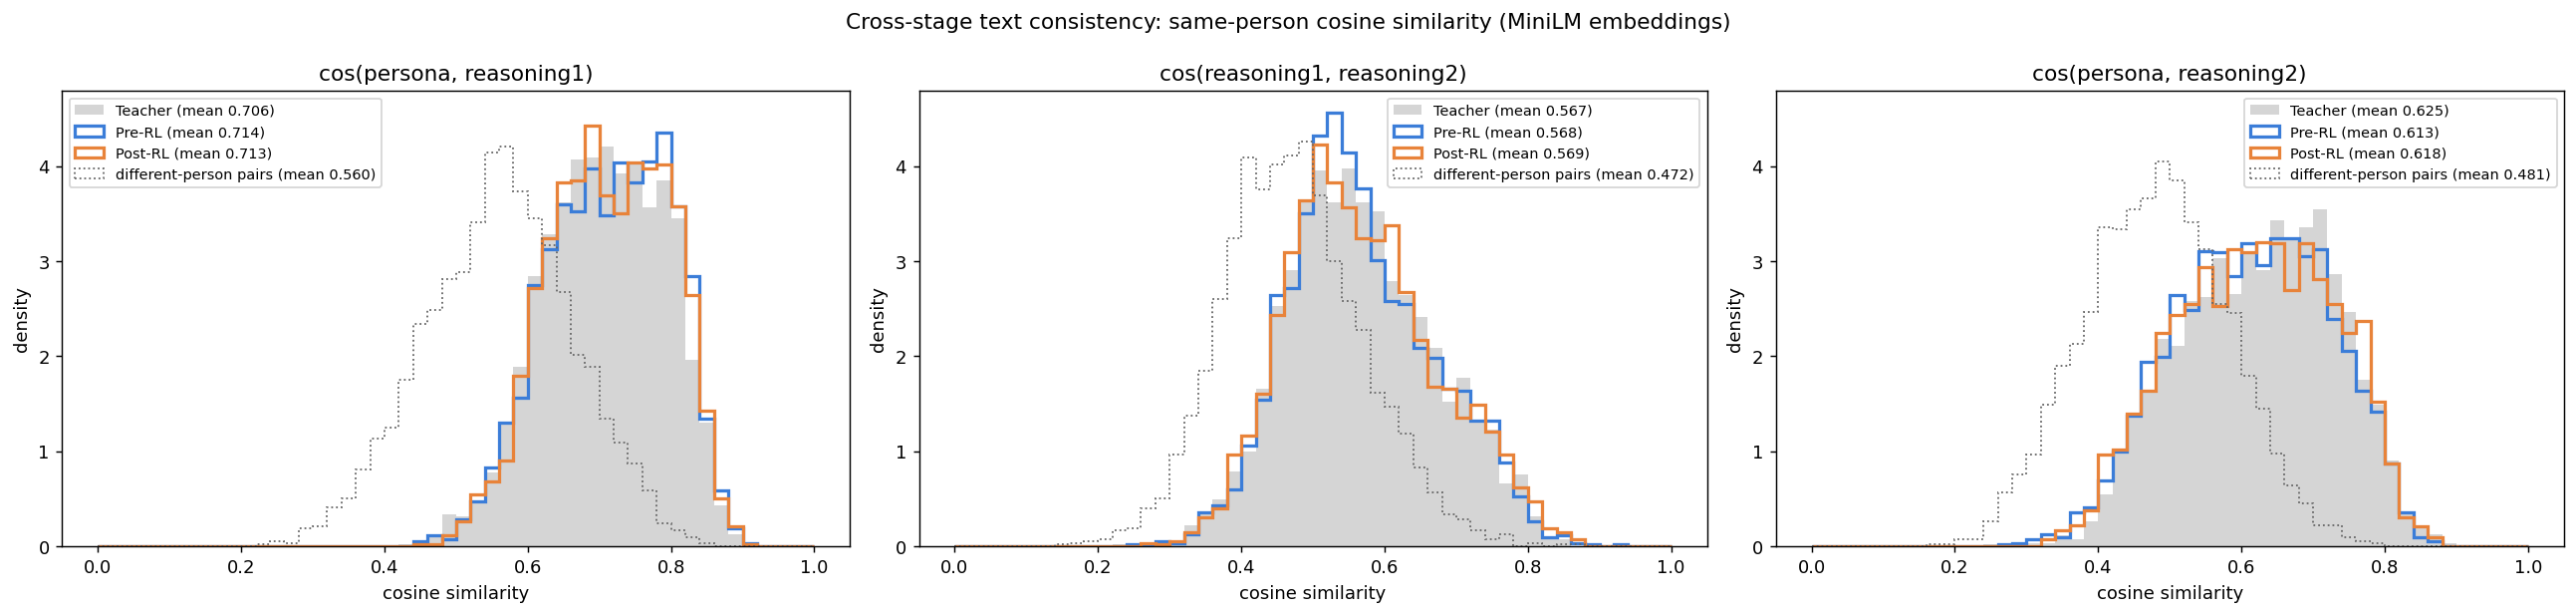 Cross-stage text consistency: same-person cosine similarity (MiniLM embeddings)
cos(persona, reasoning1)
Teacher (mean 0.706)
Pre-RL (mean 0.714)
Post-RL (mean 0.713)
different-person pairs (mean 0.560)
density
4
3
2
1
0
0.0 0.2 0.4 0.6 0.8 1.0
cosine similarity
cos(reasoning1, reasoning2)
Teacher (mean 0.567)
Pre-RL (mean 0.568)
Post-RL (mean 0.569)
different-person pairs (mean 0.472)
density
4
3
2
1
0
0.0 0.2 0.4 0.6 0.8 1.0
cosine similarity
cos(persona, reasoning2)
Teacher (mean 0.625)
Pre-RL (mean 0.613)
Post-RL (mean 0.618)
different-person pairs (mean 0.481)
density
4
3
2
1
0
0.0 0.2 0.4 0.6 0.8 1.0
cosine similarity